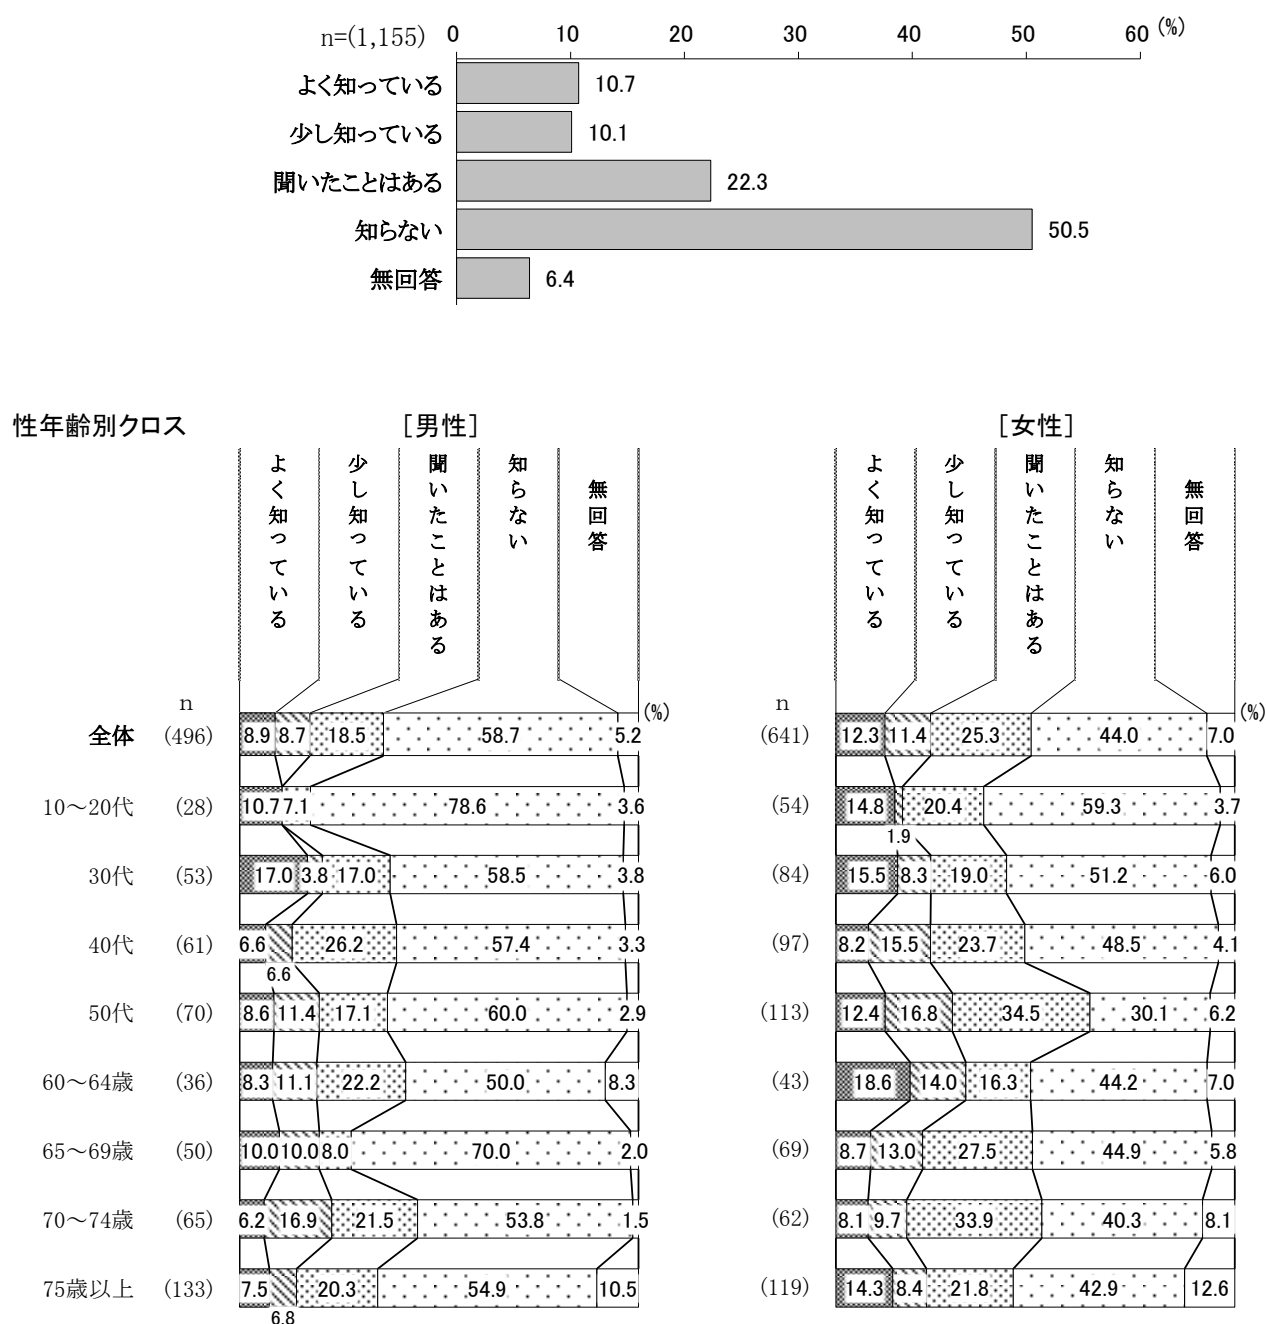 n=(1,155) 0 10 20 30 40 50 60 (%)
よく知っている 10.7
少し知っている 10.1
聞いたことはある 22.3
知らない 50.5
無回答 6.4
性年齢別クロス ［男性］ ［女性］
よく知っている 少し知っている 聞いたことはある 知らない 無回答 よく知っている 少し知っている 聞いたことはある 知らない 無回答
n (%) n (%)
全体 (496) 8.9 8.7 18.5 58.7 5.2 (641) 12.3 11.4 25.3 44.0 7.0
10～20代 (28) 10.7 7.1 78.6 3.6 (54) 14.8 20.4 59.3 3.7
1.9
30代 (53) 17.0 3.8 17.0 58.5 3.8 (84) 15.5 8.3 19.0 51.2 6.0
40代 (61) 6.6 26.2 57.4 3.3 (97) 8.2 15.5 23.7 48.5 4.1
6.6
50代 (70) 8.6 11.4 17.1 60.0 2.9 (113) 12.4 16.8 34.5 30.1 6.2
60～64歳 (36) 8.3 11.1 22.2 50.0 8.3 (43) 18.6 14.0 16.3 44.2 7.0
65～69歳 (50) 10.0 10.0 8.0 70.0 2.0 (69) 8.7 13.0 27.5 44.9 5.8
70～74歳 (65) 6.2 16.9 21.5 53.8 1.5 (62) 8.1 9.7 33.9 40.3 8.1
75歳以上 (133) 7.5 20.3 54.9 10.5 (119) 14.3 8.4 21.8 42.9 12.6
6.8